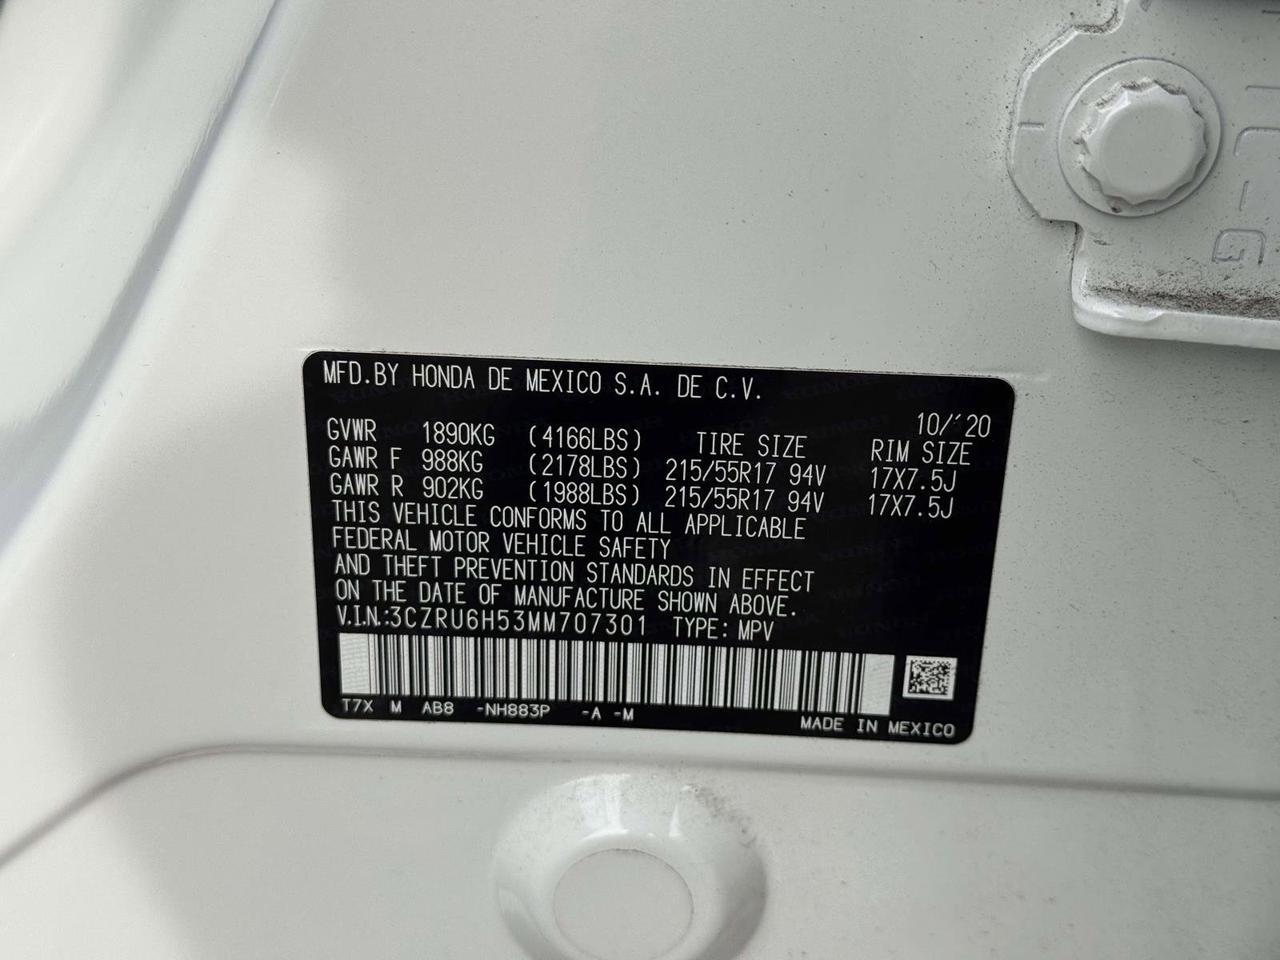 MFD.BY HONDA DE MEXICO S.A. DE C.V.
10/'20
GVWR 1890KG (4166LBS) TIRE SIZE RIM SIZE
GAWR F 988KG (2178LBS) 215/55R17 94V 17X7.5J
GAWR R 902KG (1988LBS) 215/55R17 94V 17X7.5J
THIS VEHICLE CONFORMS TO ALL APPLICABLE
FEDERAL MOTOR VEHICLE SAFETY
AND THEFT PREVENTION STANDARDS IN EFFECT
ON THE DATE OF MANUFACTURE SHOWN ABOVE.
V.I.N.:3CZRU6H53MM707301 TYPE: MPV
T7X M AB8 -NH883P -A -M
MADE IN MEXICO